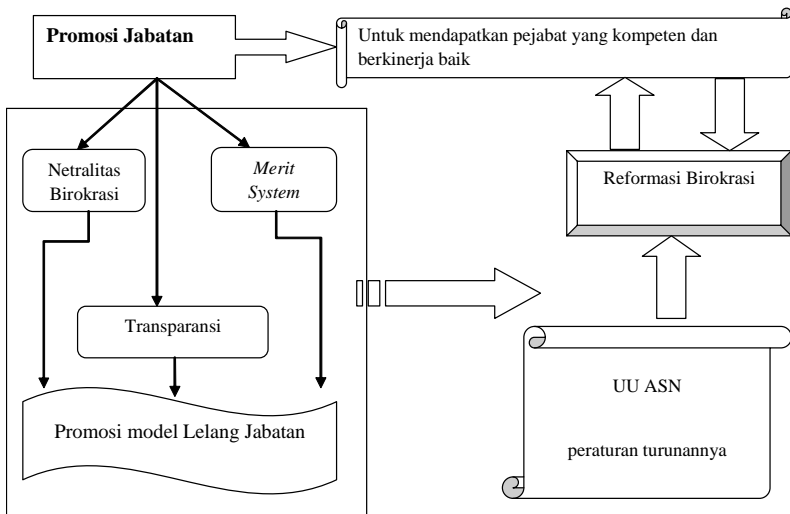 Promosi Jabatan
Untuk mendapatkan pejabat yang kompeten dan
berkinerja baik
Netralitas
Birokrasi
Merit
System
Reformasi Birokrasi
Transparansi
Promosi model Lelang Jabatan
UU ASN
peraturan turunannya